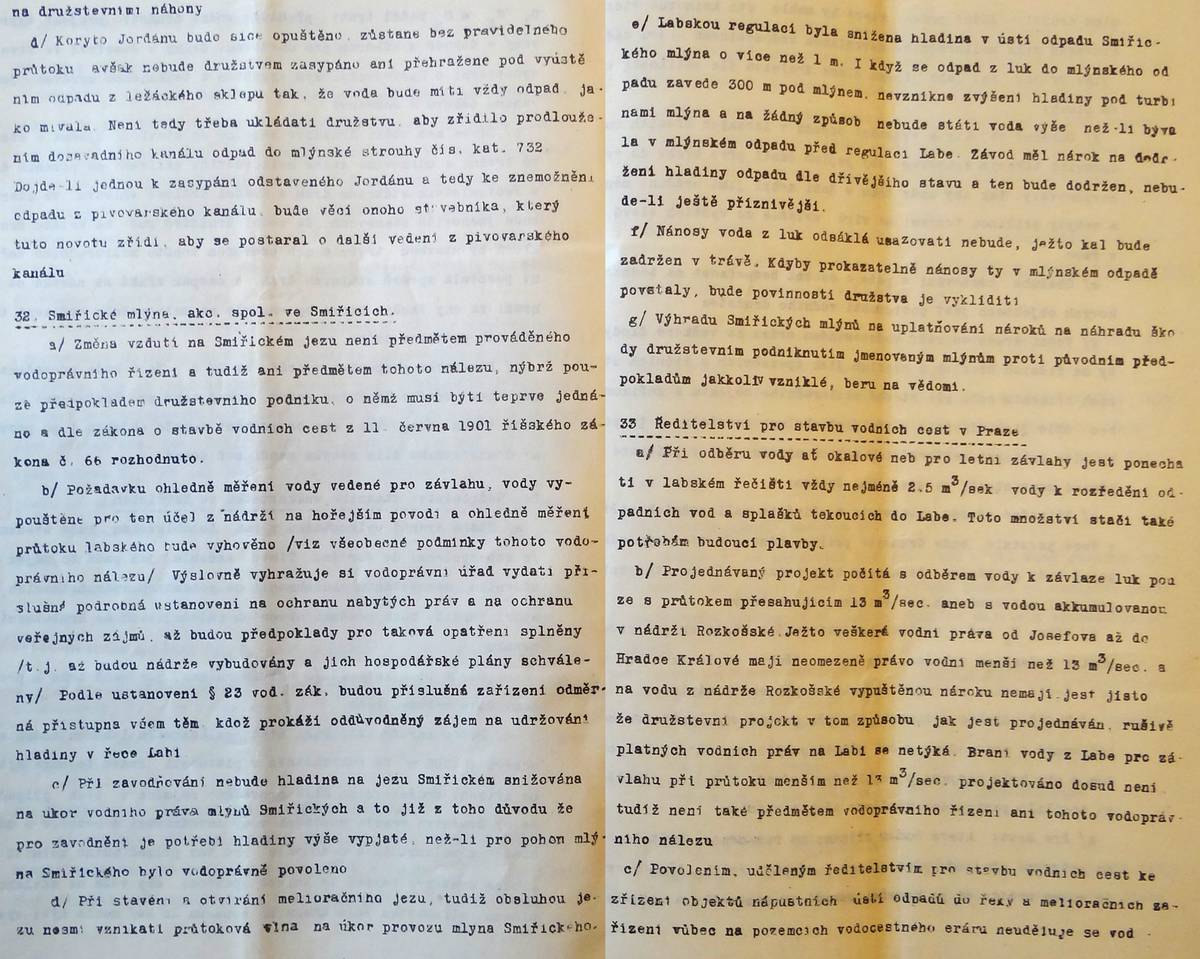 na družstevními náhony
d/ Koryto Jordánu bude sice opuštěno, zůstane bez pravidelného
průtoku avšak nebude družstvem zasypáno ani přehražene pod vyústě
ním odpadu z ležáckého sklepu tak, že voda bude míti vždy odpad, ja-
ko mívala. Není tedy třeba ukládati družstvu, aby zřídilo prodlouže-
ním dosavadního kanálu odpad do mlýnské strouhy čís. kat. 732
Dojde-li jednou k zasypání odstaveného Jordánu a tedy ke znemožnění
odpadu z pivovarského kanálu, bude věcí onoho stavebníka, který
tuto novotu zřídí, aby se postaral o další vedení z pivovarského
kanálu
32. Smiřické mlýna, akc. spol. ve Smiřicích.
a/ Změna vzdutí na Smiřickém jezu není předmětem prováděného
vodoprávního řízení a tudíž ani předmětem tohoto nálezu, nýbrž pou-
ze předpokladem družstevního podniku, o němž musí býti teprve jedná-
no a dle zákona o stavbě vodních cest z 11. června 1901 říšského zá-
kona č. 66 rozhodnuto.
b/ Požadavku ohledně měření vody vedené pro závlahu, vody vy-
pouštěne pro ten účel z nádrží na hořejším povodí a ohledně měření
průtoku labského bude vyhověno /viz všeobecné podmínky tohoto vodo-
právního nálezu/ Výslovně vyhražuje si vodoprávní úřad vydati pří-
slušné podrobná ustanovení na ochranu nabytých práv a na ochranu
veřejných zájmů, až budou předpoklady pro taková opatření splněny
/t.j. až budou nádrže vybudovány a jich hospodářské plány schvále-
ny/ Podle ustanovení § 23 vod. zák. budou příslušná zařízení odměr-
ná přístupna všem těm kdož prokáží oddůvodněný zájem na udržování
hladiny v řece Labi
c/ Při zavodňování nebude hladina na jezu Smiřickém snižována
na ukor vodního práva mlýnů Smiřických a to již z toho důvodu že
pro zavodnění je potřebí hladiny výše vypjaté, než-li pro pohon mlý-
na Smiřického bylo vodoprávně povoleno
d/ Při stavění a otvírání melioračního jezu, tudíž obsluhou je-
zu nesmí vznikati průtoková vlna na úkor provozu mlyna Smiřického.
e/ Labskou regulací byla snížena hladina v ústí odpadu Smiřic-
kého mlýna o více než 1 m. I když se odpad z luk do mlýnského od
padu zavede 300 m pod mlýnem, nevznikne zvýšení hladiny pod turbi
nami mlýna a na žádný způsob nebude státi voda výše než-li býva
la v mlýnském odpadu před regulací Labe. Závod měl nárok na dodr-
žení hladiny odpadu dle dřívějšího stavu a ten bude dodržen, nebu-
de-li ještě příznivější.
f/ Nánosy voda z luk odsáklá usazovati nebude, ježto kal bude
zadržen v trávě. Kdyby prokazatelně nánosy ty v mlýnském odpadě
povstaly, bude povinností družstva je vykliditi
g/ Výhradu Smiřických mlýnů na uplatňování nároků na náhradu ško
dy družstevním podniknutím jmenovaným mlýnům proti původním před-
pokladům jakkoliv vzniklé, beru na vědomí.
33 Ředitelství pro stavbu vodních cest v Praze
a/ Při odběru vody ať okalové neb pro letní závlahy jest ponecha
ti v labském řečišti vždy nejméně 2.5 m3/sek vody k rozředění od-
padních vod a splašků tekoucích do Labe. Toto množství stačí také
potřebám budoucí plavby.
b/ Projednávaný projekt počítá s odběrem vody k závlaze luk pou
ze s průtokem přesahujícím 13 m3/sec. aneb s vodou akkumulovanou
v nádrži Rozkošské. Ježto veškerá vodní práva od Josefova až do
Hradce Králové mají neomezené právo vodní menší než 13 m3/sec. a
na vodu z nádrže Rozkošské vypuštěnou nároku nemají jest jisto
že družstevní projekt v tom způsobu jak jest projednáván, rušivě
platných vodních práv na Labi se netýká. Braní vody z Labe pro zá-
vlahu při průtoku menším než 13 m3/sec. projektováno dosud není
tudíž není také předmětem vodoprávního řízení ani tohoto vodopráv-
ního nálezu
c/ Povolením, uděleným ředitelstvím pro stavbu vodních cest ke
zřízení objektů nápustních ústí odpadů do řeky a melioračních za-
řízení vůbec na pozemcích vodocestného eráru neuděluje se vod -